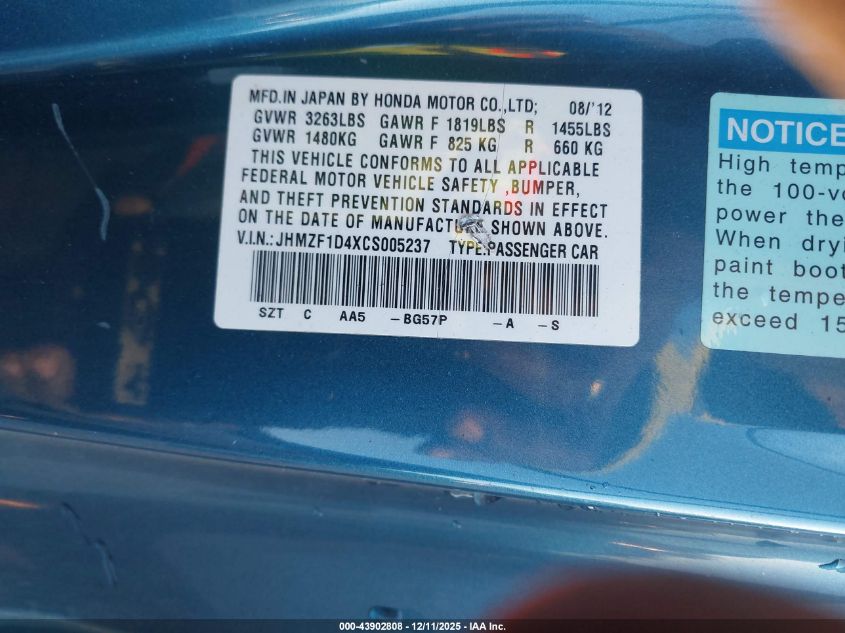 MFD.IN JAPAN BY HONDA MOTOR CO.,LTD; 08/'12
GVWR 3263LBS GAWR F 1819LBS R 1455LBS
GVWR 1480KG GAWR F 825 KG R 660 KG
THIS VEHICLE CONFORMS TO ALL APPLICABLE
FEDERAL MOTOR VEHICLE SAFETY ,BUMPER,
AND THEFT PREVENTION STANDARDS IN EFFECT
ON THE DATE OF MANUFACTU SHOWN ABOVE.
V.I.N.:JHMZF1D4XCS005237 TYPE:PASSENGER CAR
SZT C AA5 -BG57P -A -S
NOTICE
High temp
the 100-vo
power the
When dryi
paint boot
the tempe
exceed 15
000-43902808 - 12/11/2025 - IAA Inc.